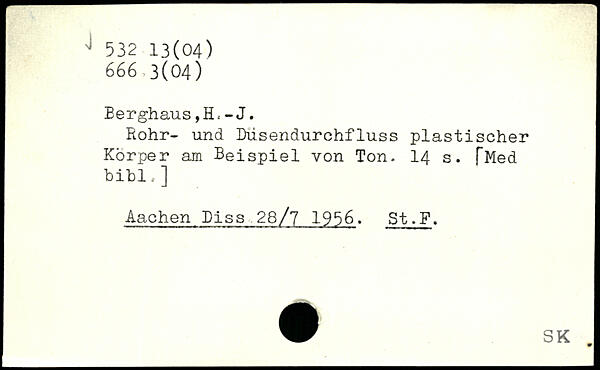 532.13(04)
666.3(04)
Berghaus,H.-J.
Rohr- und Düsendurchfluss plastischer
Körper am Beispiel von Ton. 14 s. [Med
bibl.]
Aachen Diss.28/7 1956. St.F.
SK